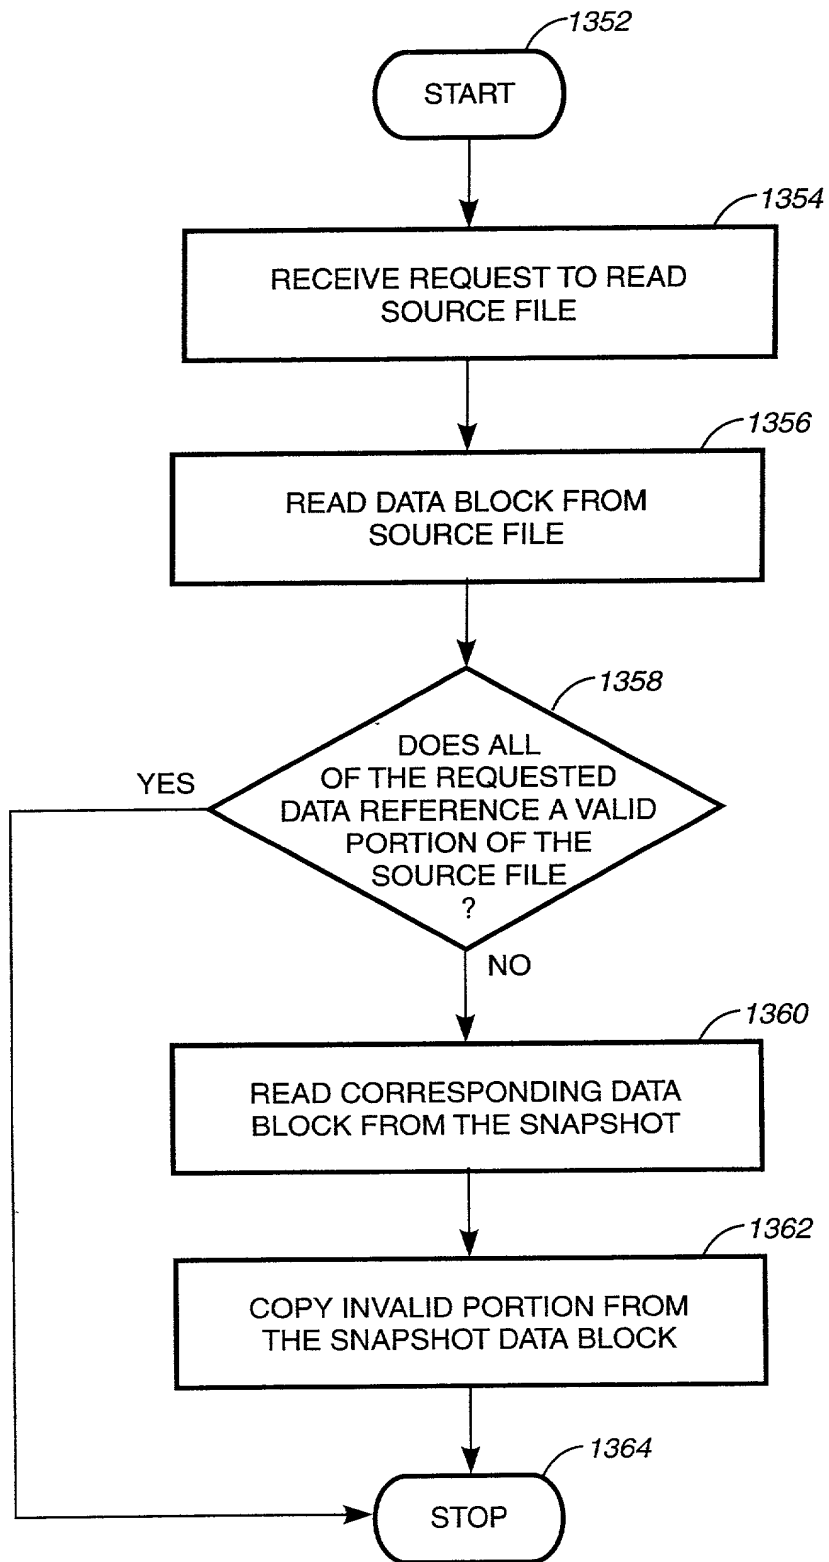 1352
START
1354
RECEIVE REQUEST TO READ
SOURCE FILE
1356
READ DATA BLOCK FROM
SOURCE FILE
1358
DOES ALL
OF THE REQUESTED
DATA REFERENCE A VALID
PORTION OF THE
SOURCE FILE
?
YES
NO
1360
READ CORRESPONDING DATA
BLOCK FROM THE SNAPSHOT
1362
COPY INVALID PORTION FROM
THE SNAPSHOT DATA BLOCK
1364
STOP